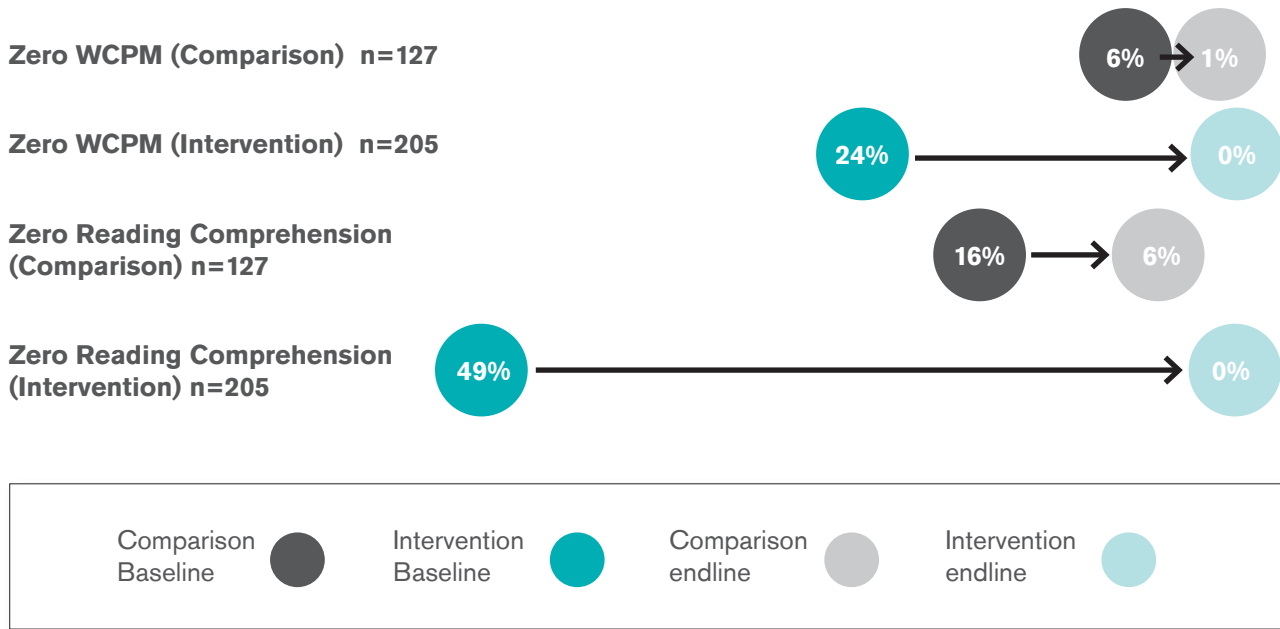 Zero WCPM (Comparison) n=127
6% 1%
Zero WCPM (Intervention) n=205
24% 0%
Zero Reading Comprehension
(Comparison) n=127
16% 6%
Zero Reading Comprehension
(Intervention) n=205
49% 0%
Comparison
Baseline
Intervention
Baseline
Comparison
endline
Intervention
endline